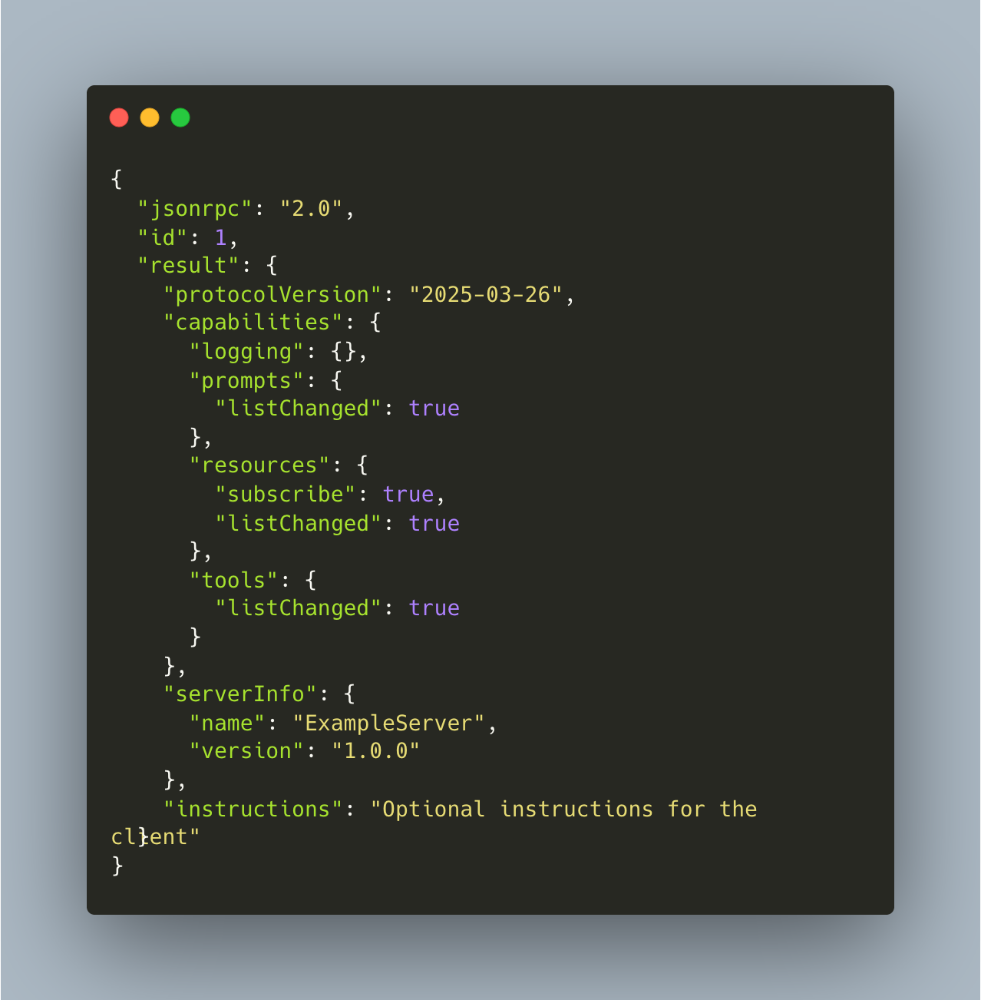 {
  "jsonrpc": "2.0",
  "id": 1,
  "result": {
    "protocolVersion": "2025-03-26",
    "capabilities": {
      "logging": {},
      "prompts": {
        "listChanged": true
      },
      "resources": {
        "subscribe": true,
        "listChanged": true
      },
      "tools": {
        "listChanged": true
      }
    },
    "serverInfo": {
      "name": "ExampleServer",
      "version": "1.0.0"
    },
    "instructions": "Optional instructions for the
client"
  }
}